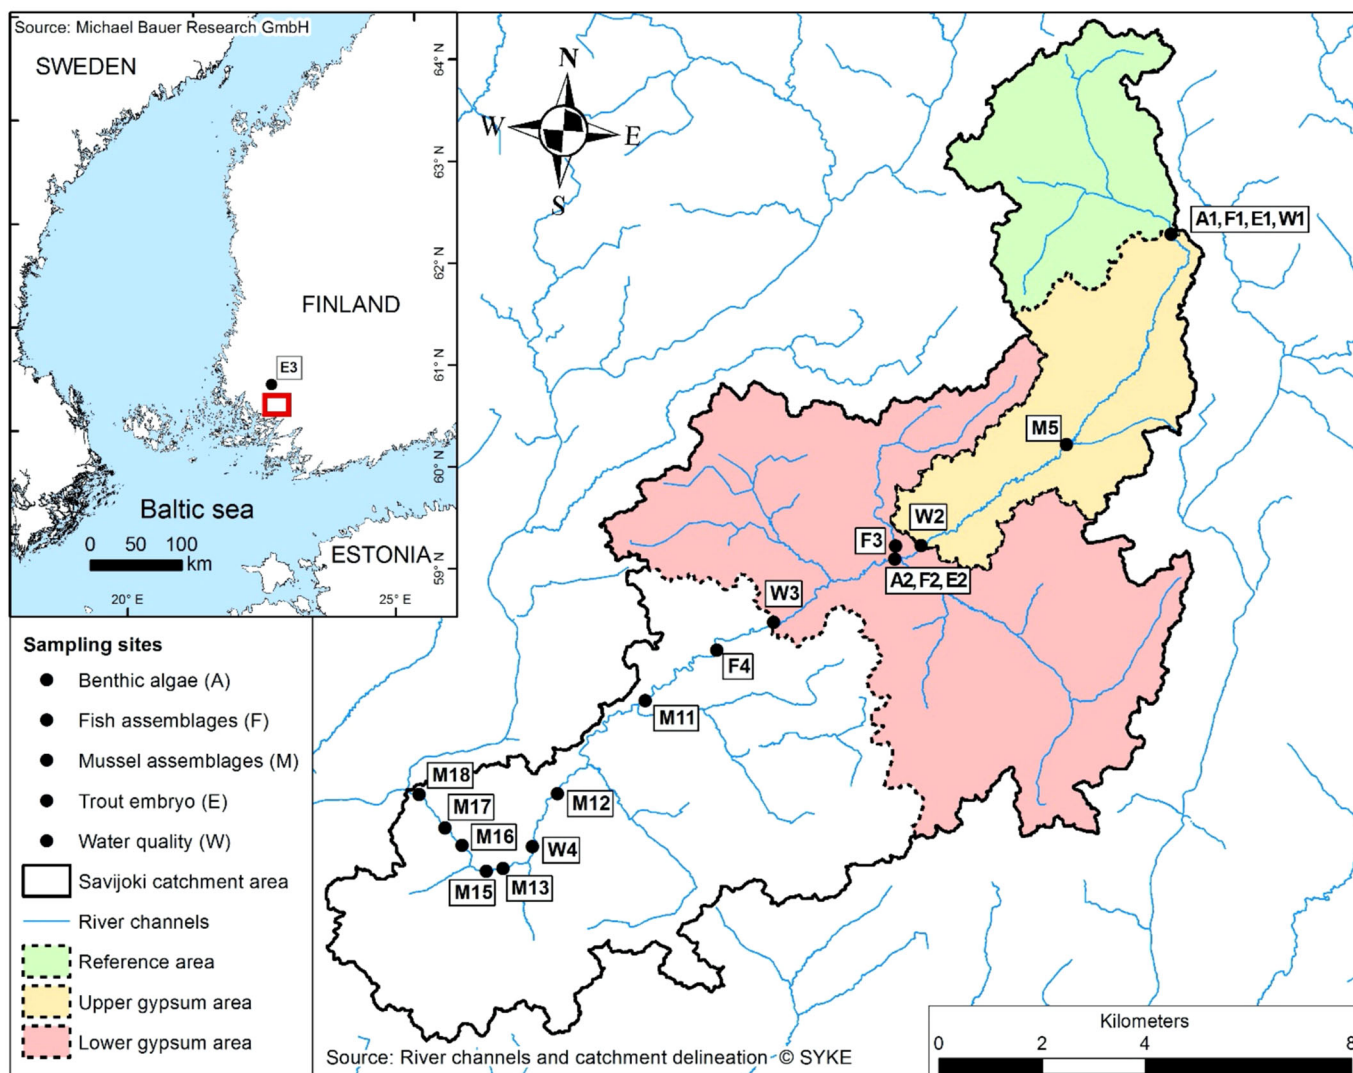 Source: Michael Bauer Research GmbH
SWEDEN
FINLAND
E3
Baltic sea
0 50 100
km
ESTONIA
20° E
25° E
64° N
63° N
62° N
61° N
60° N
59° N
N
W
E
S
A1, F1, E1, W1
M5
W2
F3
A2, F2, E2
W3
F4
M11
M18
M17
M12
M16
W4
M15
M13
Sampling sites
Benthic algae (A)
Fish assemblages (F)
Mussel assemblages (M)
Trout embryo (E)
Water quality (W)
Savijoki catchment area
River channels
Reference area
Upper gypsum area
Lower gypsum area
Source: River channels and catchment delineation © SYKE
Kilometers
0 2 4 8